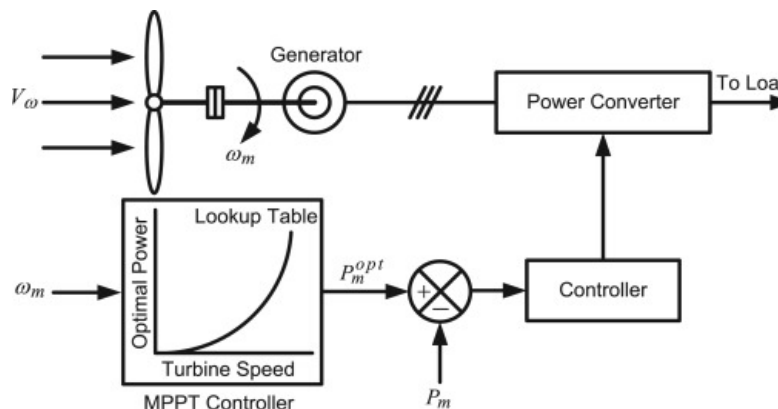 Generator
To Loa
Power Converter
V_ω
ω_m
Lookup Table
Optimal Power
P_m^{opt}
ω_m
+
−
Controller
Turbine Speed
MPPT Controller
P_m